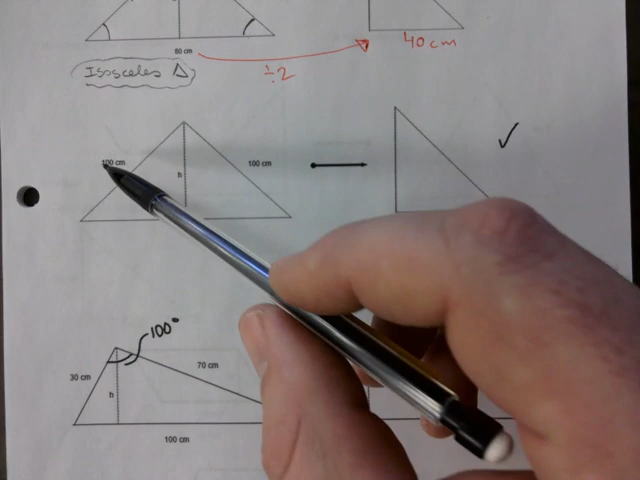 80 cm
40 cm
Isosceles Δ
÷2
100 cm
100 cm
h
100°
30 cm
70 cm
h
100 cm